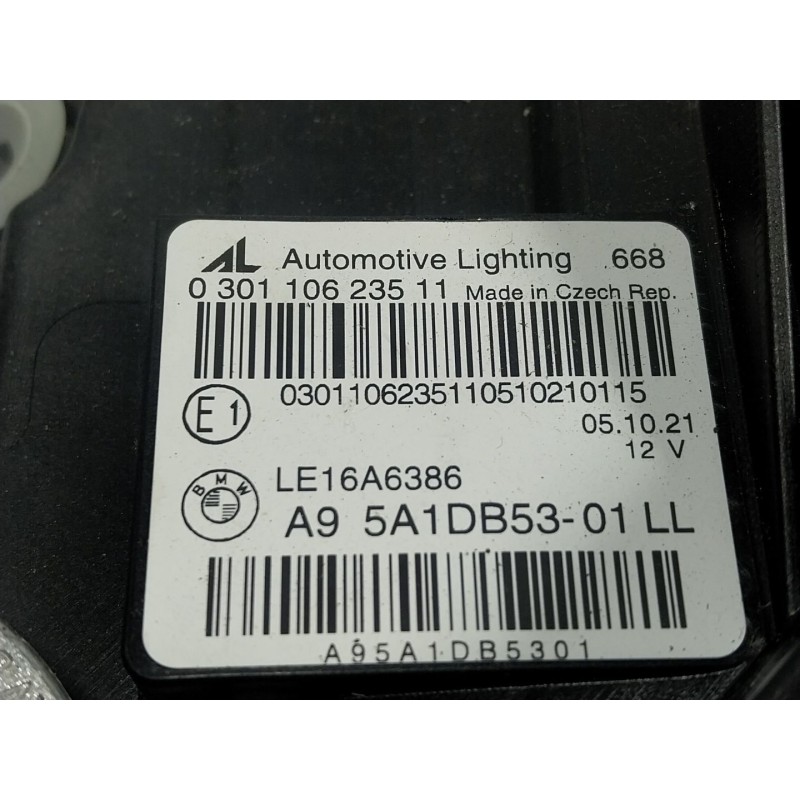 AL Automotive Lighting 668
0 301 106 235 11 Made in Czech Rep.
0301106235110510210115
E1
05.10.21
12 V
BMW
LE16A6386
A9 5A1DB53-01 LL
A95A1DB5301